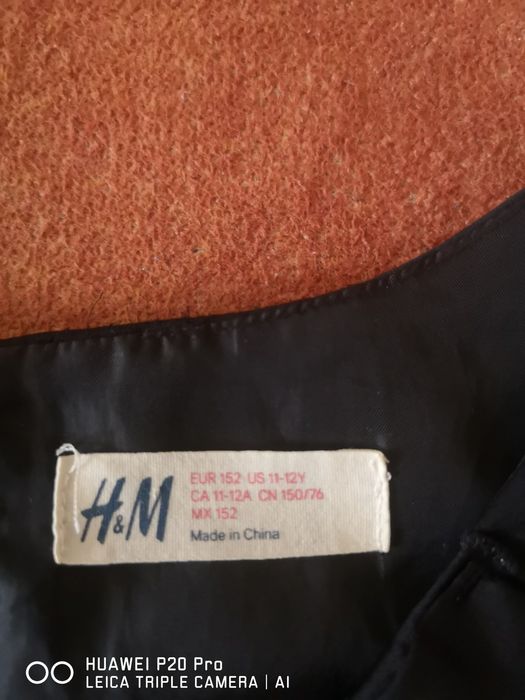 H&M
EUR 152 US 11-12Y
CA 11-12A CN 150/76
MX 152
Made in China
HUAWEI P20 Pro
LEICA TRIPLE CAMERA | AI